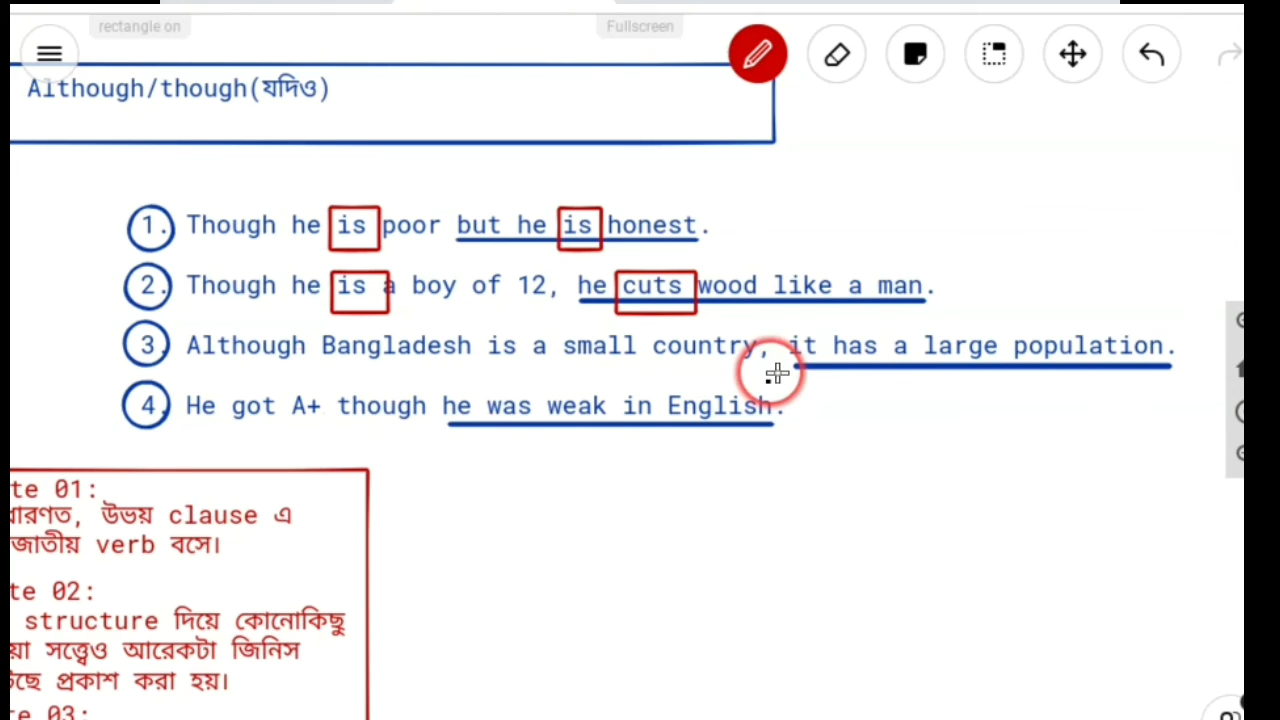 rectangle on
Fullscreen
Although/though(যদিও)
1. Though he is poor but he is honest.
2. Though he is a boy of 12, he cuts wood like a man.
3. Although Bangladesh is a small country, it has a large population.
4. He got A+ though he was weak in English.
te 01:
ধারণত, উভয় clause এ
জাতীয় verb বসে।
te 02:
structure দিয়ে কোনোকিছু
য়া সত্ত্বেও আরেকটা জিনিস
টছে প্রকাশ করা হয়।
te 03: